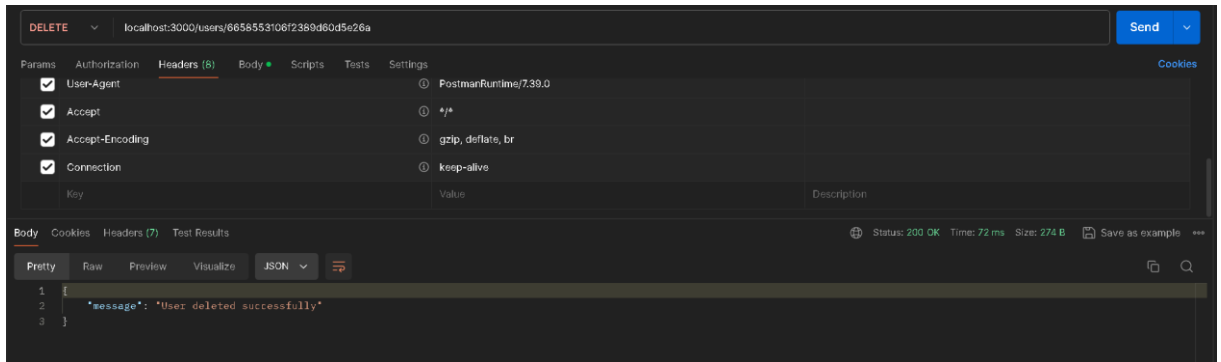 DELETE localhost:3000/users/6658553106f2389d60d5e26a Send
Params Authorization Headers (8) Body Scripts Tests Settings Cookies
User-Agent PostmanRuntime/7.39.0
Accept */*
Accept-Encoding gzip, deflate, br
Connection keep-alive
Key Value Description
Body Cookies Headers (7) Test Results Status: 200 OK Time: 72 ms Size: 274 B Save as example
Pretty Raw Preview Visualize JSON
1 {
2 "message": "User deleted successfully"
3 }